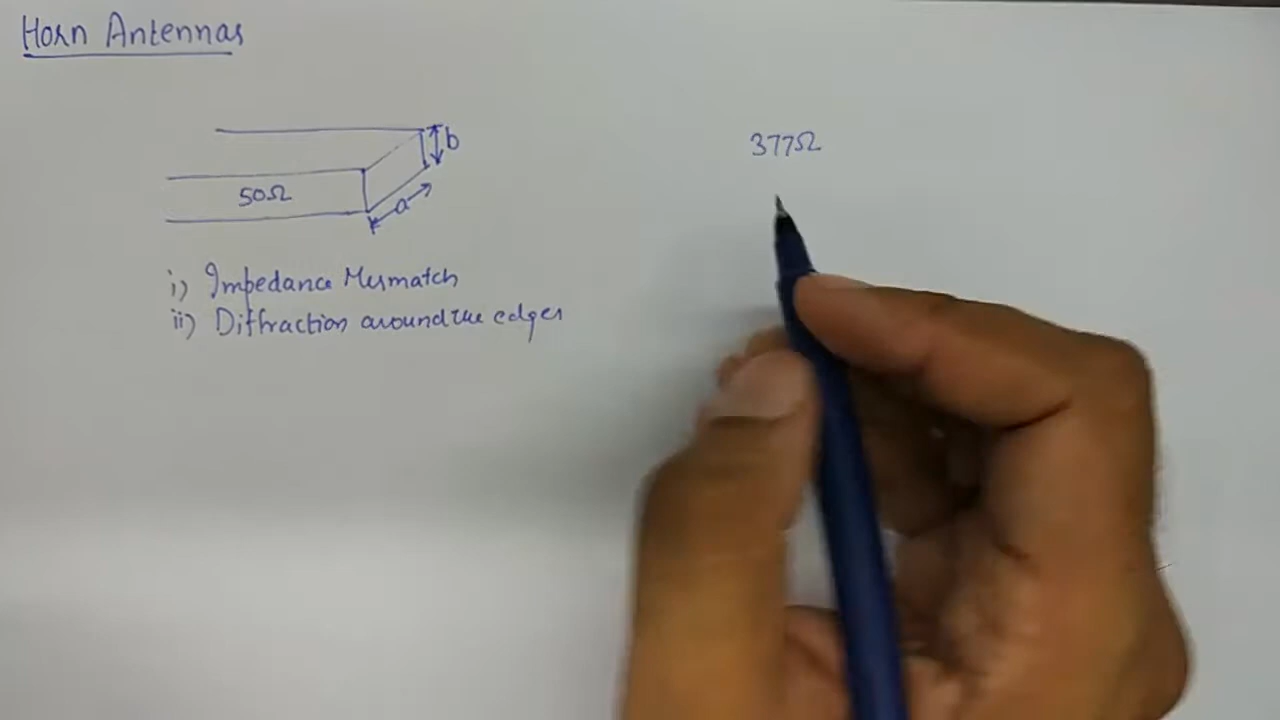 Horn Antennas
377Ω
b
50Ω
a
i) Impedance Mismatch
ii) Diffraction around the edges